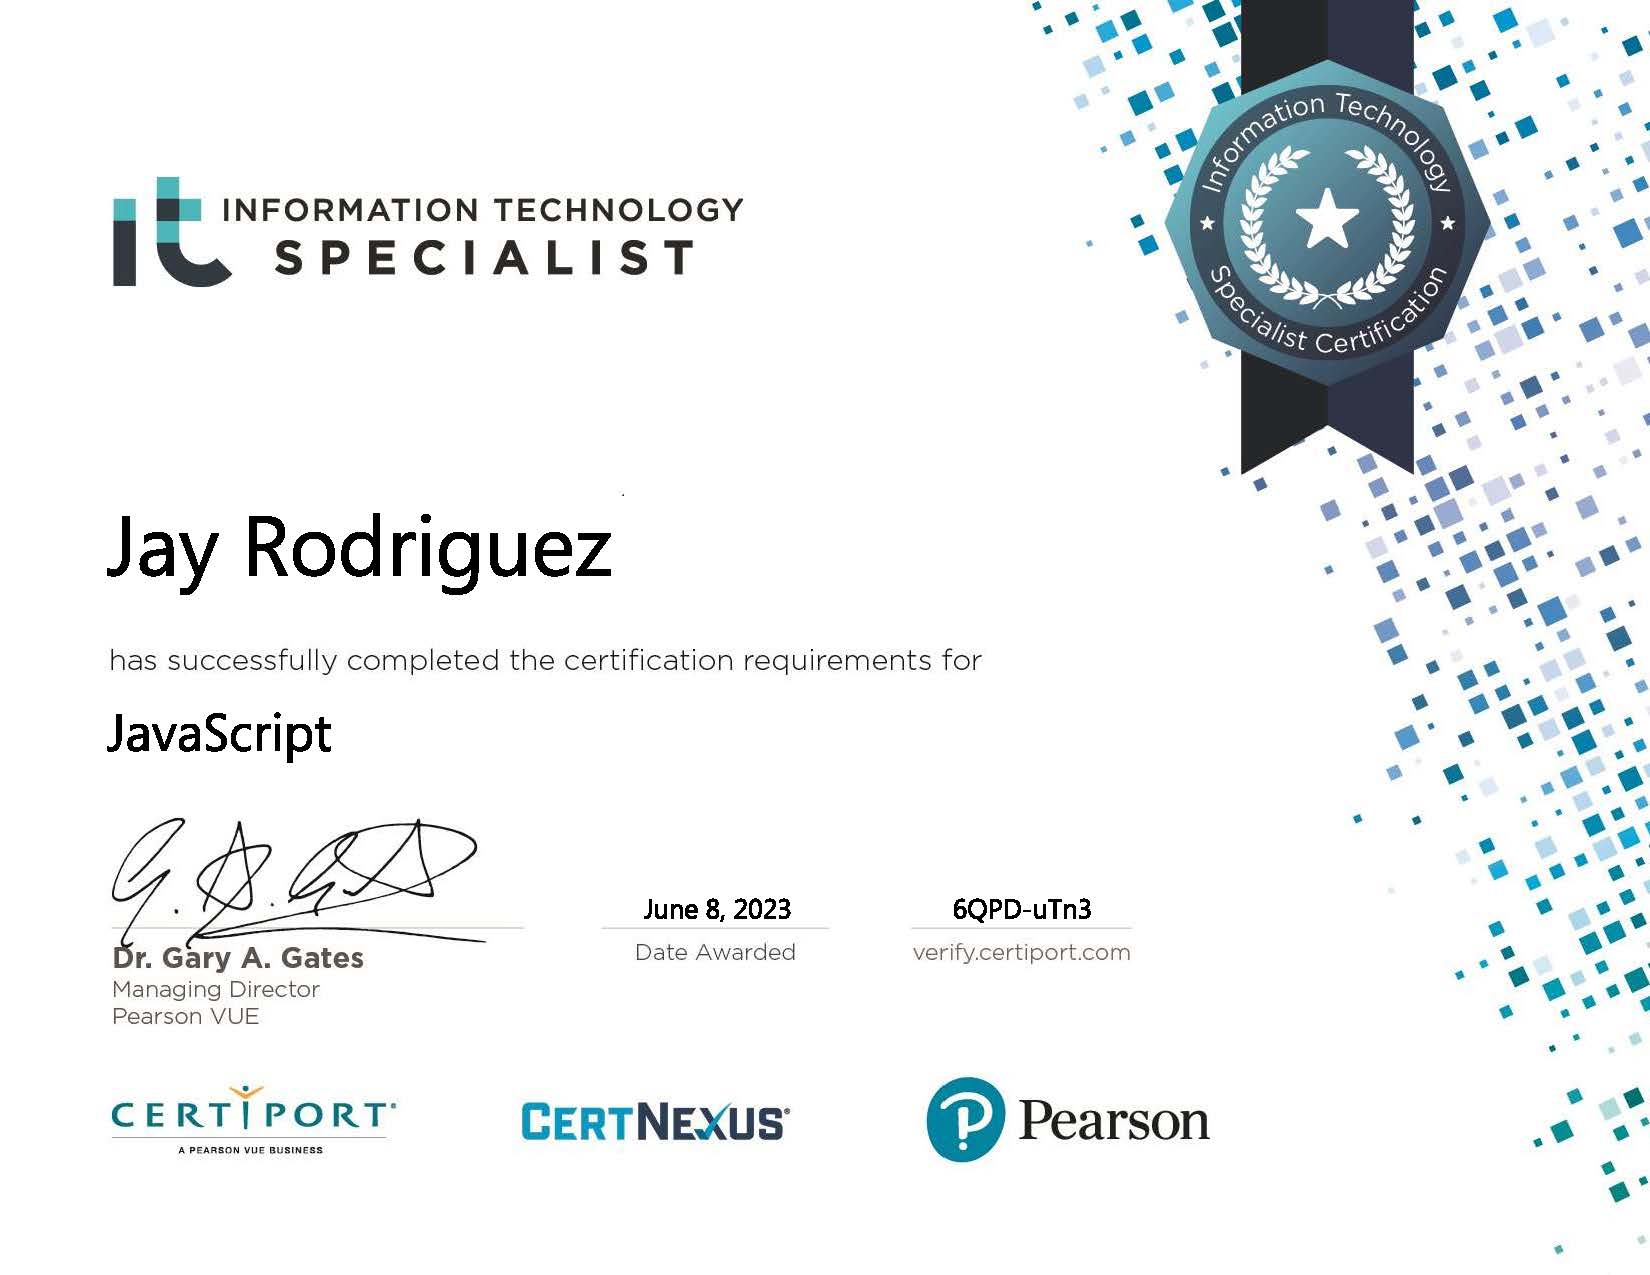 Information Technology
Specialist Certification
it INFORMATION TECHNOLOGY
SPECIALIST
Jay Rodriguez
has successfully completed the certification requirements for
JavaScript
G. A. Gates
Dr. Gary A. Gates
Managing Director
Pearson VUE
June 8, 2023
Date Awarded
6QPD-uTn3
verify.certiport.com
CERTIPORT®
A PEARSON VUE BUSINESS
CERTNEXUS®
P Pearson